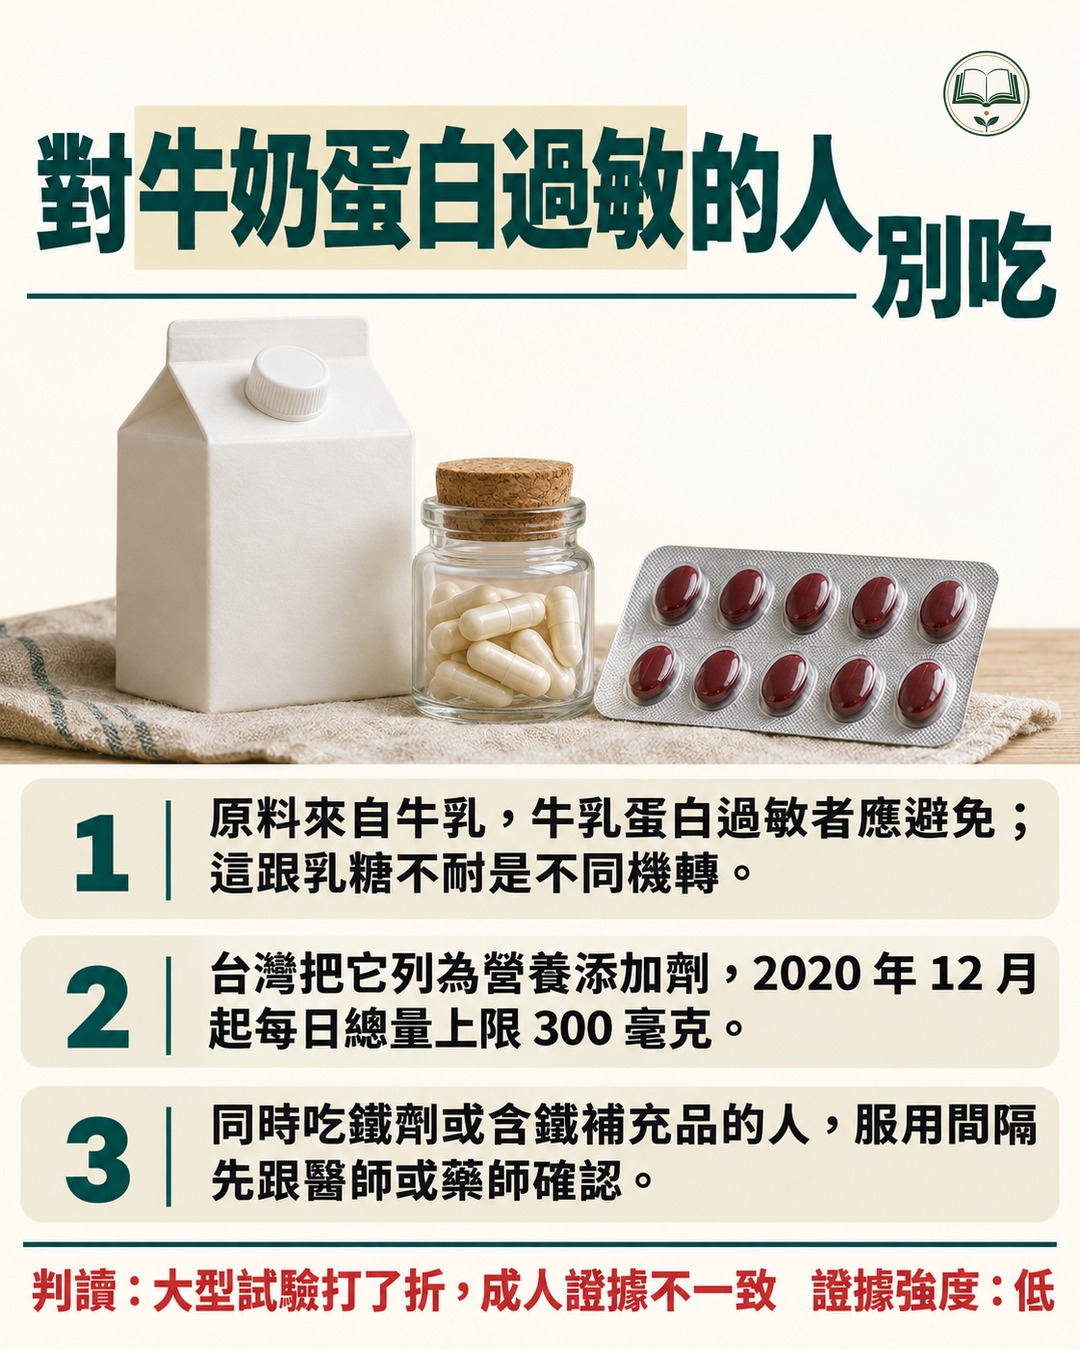 對牛奶蛋白過敏的人
別吃
1
原料來自牛乳，牛乳蛋白過敏者應避免；
這跟乳糖不耐是不同機轉。
2
台灣把它列為營養添加劑，2020 年 12 月
起每日總量上限 300 毫克。
3
同時吃鐵劑或含鐵補充品的人，服用間隔
先跟醫師或藥師確認。
判讀：大型試驗打了折，成人證據不一致　證據強度：低